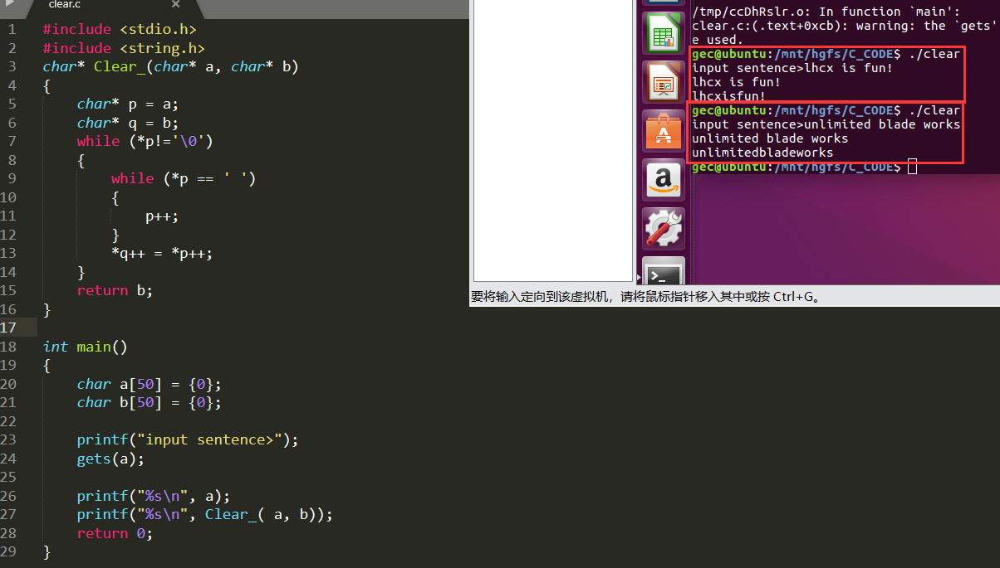 clear.c ×
1 #include <stdio.h>
2 #include <string.h>
3 char* Clear_(char* a, char* b)
4 {
5 char* p = a;
6 char* q = b;
7 while (*p!='\0')
8 {
9 while (*p == ' ')
10 {
11 p++;
12 }
13 *q++ = *p++;
14 }
15 return b;
16 }
17
18 int main()
19 {
20 char a[50] = {0};
21 char b[50] = {0};
22
23 printf("input sentence>");
24 gets(a);
25
26 printf("%s\n", a);
27 printf("%s\n", Clear_( a, b));
28 return 0;
29 }
/tmp/ccDhRslr.o: In function `main':
clear.c:(.text+0xcb): warning: the `gets'
e used.
gec@ubuntu:/mnt/hgfs/C_CODE$ ./clear
input sentence>lhcx is fun!
lhcx is fun!
lhcxisfun!
gec@ubuntu:/mnt/hgfs/C_CODE$ ./clear
input sentence>unlimited blade works
unlimited blade works
unlimitedbladeworks
gec@ubuntu:/mnt/hgfs/C_CODE$
要将输入定向到该虚拟机，请将鼠标指针移入其中或按 Ctrl+G。